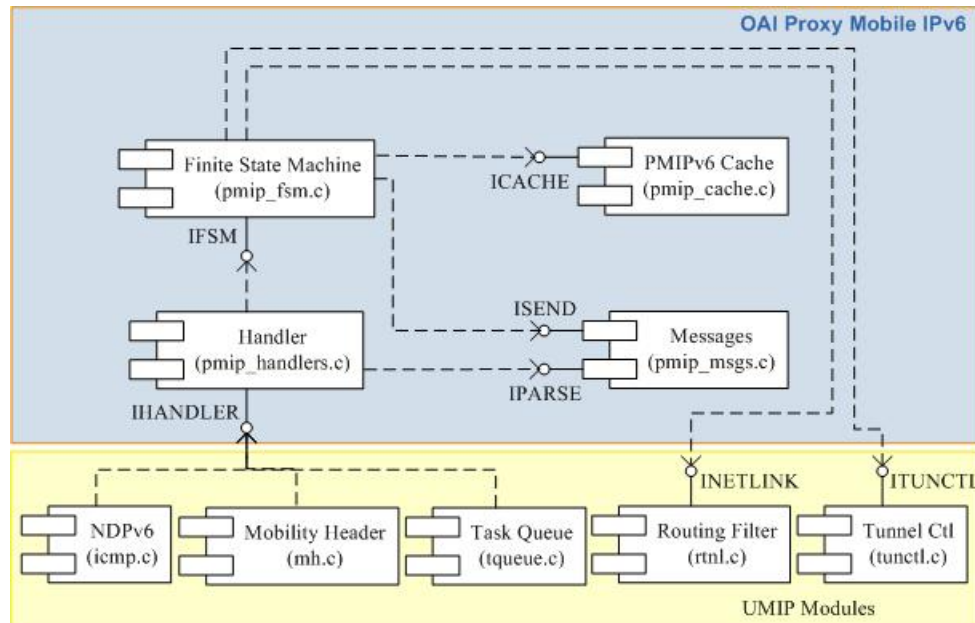 OAI Proxy Mobile IPv6
Finite State Machine
(pmip_fsm.c)
PMIPv6 Cache
(pmip_cache.c)
ICACHE
IFSM
ISEND
Handler
(pmip_handlers.c)
Messages
(pmip_msgs.c)
IPARSE
IHANDLER
INETLINK
ITUNCTL
NDPv6
(icmp.c)
Mobility Header
(mh.c)
Task Queue
(tqueue.c)
Routing Filter
(rtnl.c)
Tunnel Ctl
(tunctl.c)
UMIP Modules